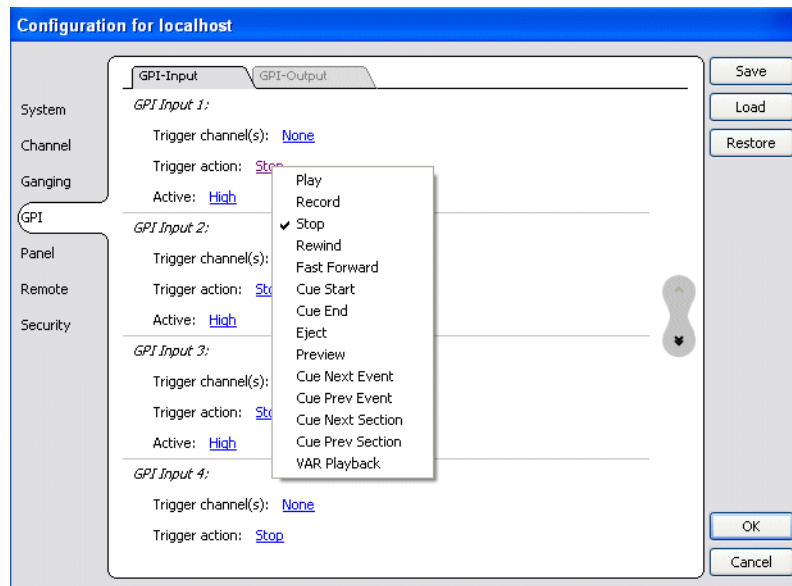 Configuration for localhost
GPI-Input
GPI-Output
System
Channel
Ganging
GPI
Panel
Remote
Security
GPI Input 1:
Trigger channel(s): None
Trigger action: Stop
Active: High
GPI Input 2:
Trigger channel(s):
Trigger action:
Active: High
GPI Input 3:
Trigger channel(s):
Trigger action:
Active: High
GPI Input 4:
Trigger channel(s): None
Trigger action: Stop
Play
Record
Stop
Rewind
Fast Forward
Cue Start
Cue End
Eject
Preview
Cue Next Event
Cue Prev Event
Cue Next Section
Cue Prev Section
VAR Playback
Save
Load
Restore
OK
Cancel